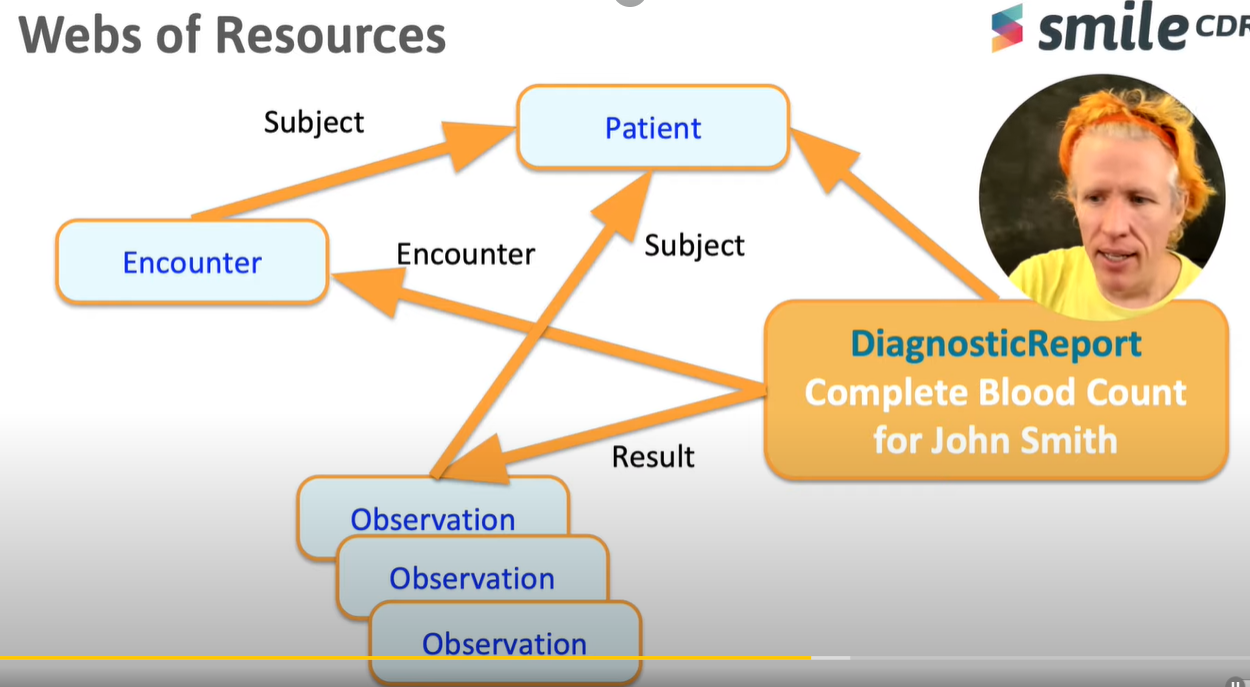 Webs of Resources
smile CDR
Subject
Patient
Encounter
Encounter
Subject
DiagnosticReport
Complete Blood Count
for John Smith
Result
Observation
Observation
Observation